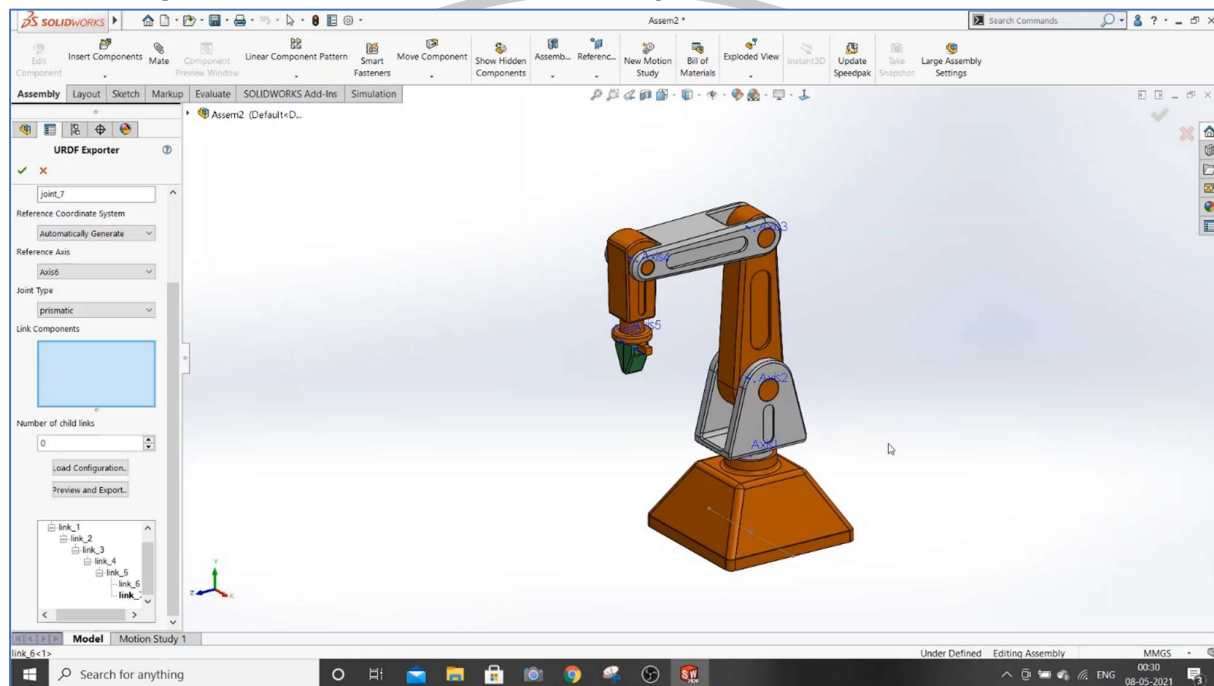 SOLIDWORKS
Assem2 *
Search Commands
Edit Component
Insert Components
Mate
Component Preview Window
Linear Component Pattern
Smart Fasteners
Move Component
Show Hidden Components
Assemb...
Referenc...
New Motion Study
Bill of Materials
Exploded View
Instant3D
Update Speedpak
Take Snapshot
Large Assembly Settings
Assembly Layout Sketch Markup Evaluate SOLIDWORKS Add-Ins Simulation
Assem2 (Default<D...
URDF Exporter
joint_7
Reference Coordinate System
Automatically Generate
Reference Axis
Axis6
Joint Type
prismatic
Link Components
Number of child links
0
Load Configuration..
Preview and Export..
link_1
link_2
link_3
link_4
link_5
link_6
link_
Axis3
Axis4
Axis5
Axis2
Axis1
Y
Z
X
Model Motion Study 1
link_6<1>
Under Defined Editing Assembly MMGS
Search for anything
SW
2020
ENG
00:30
08-05-2021
3